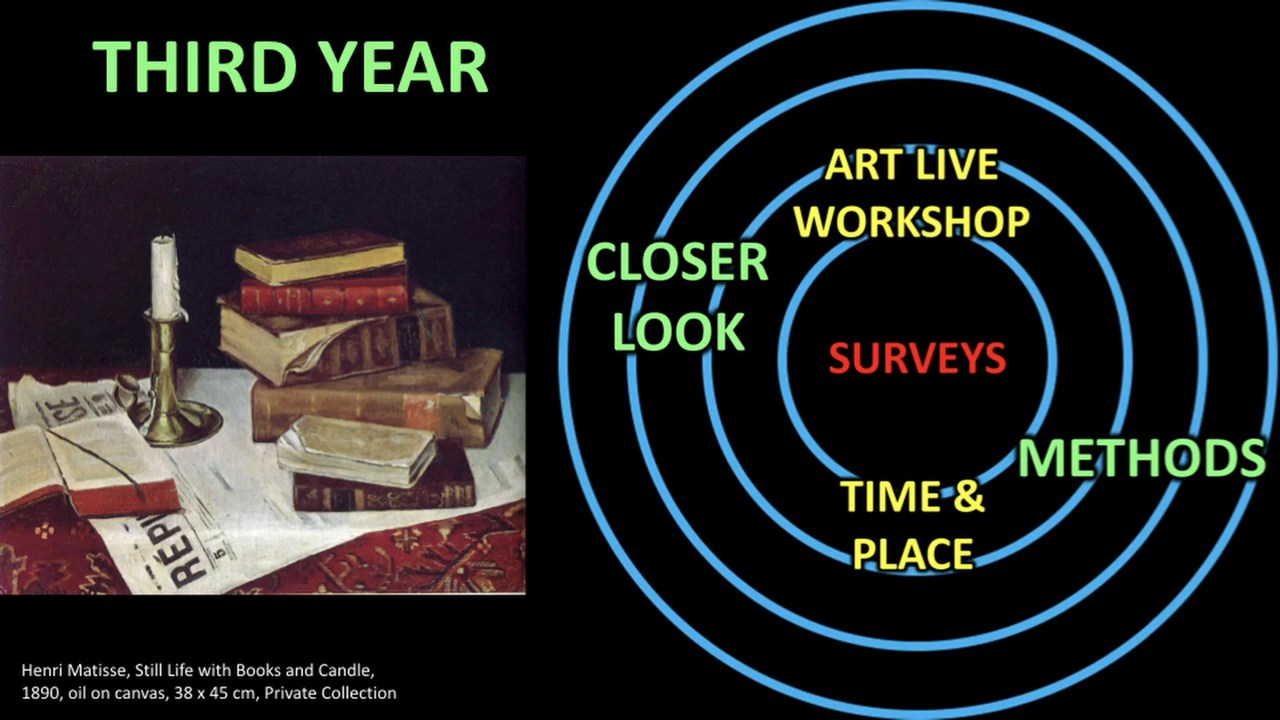 THIRD YEAR
ART LIVE
WORKSHOP
CLOSER
LOOK
SURVEYS
METHODS
TIME &
PLACE
RÉPU
Henri Matisse, Still Life with Books and Candle,
1890, oil on canvas, 38 x 45 cm, Private Collection